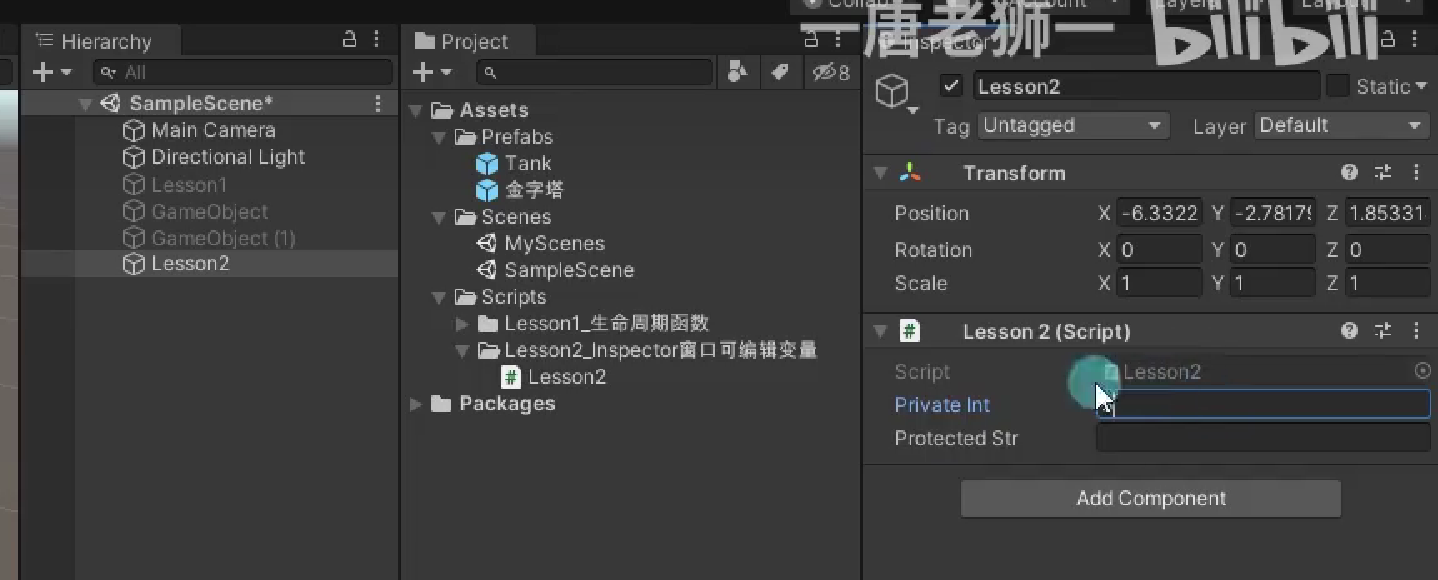 Collab
Account
Layers
Layout
一唐老狮一
bilibili
Hierarchy
All
SampleScene*
Main Camera
Directional Light
Lesson1
GameObject
GameObject (1)
Lesson2
Project
8
Assets
Prefabs
Tank
金字塔
Scenes
MyScenes
SampleScene
Scripts
Lesson1_生命周期函数
Lesson2_Inspector窗口可编辑变量
# Lesson2
Packages
Inspector
Lesson2
Static
Tag Untagged Layer Default
Transform
Position X -6.3322 Y -2.7817 Z 1.85331
Rotation X 0 Y 0 Z 0
Scale X 1 Y 1 Z 1
# Lesson 2 (Script)
Script Lesson2
Private Int
Protected Str
Add Component